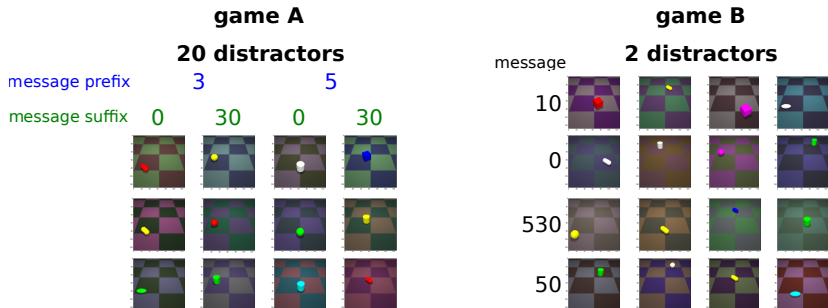 game A
20 distractors
message prefix 3 5
message suffix 0 30 0 30
game B
2 distractors
message
10
0
530
50